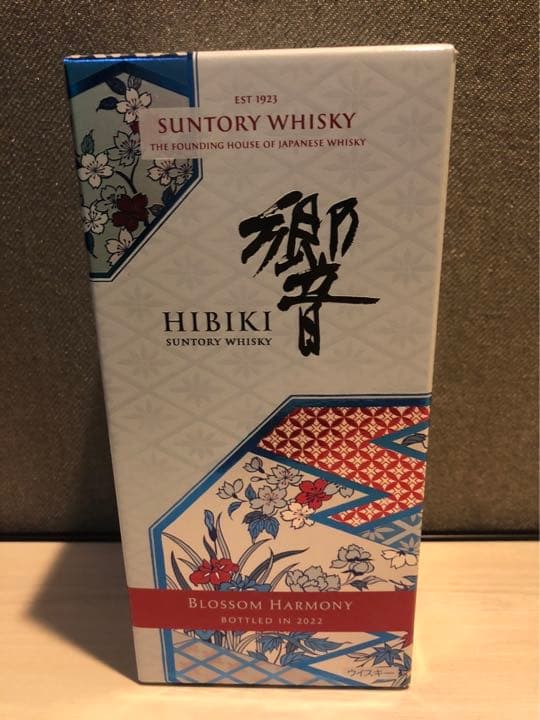 EST 1923
SUNTORY WHISKY
THE FOUNDING HOUSE OF JAPANESE WHISKY
響
HIBIKI
SUNTORY WHISKY
BLOSSOM HARMONY
BOTTLED IN 2022
ウイスキー